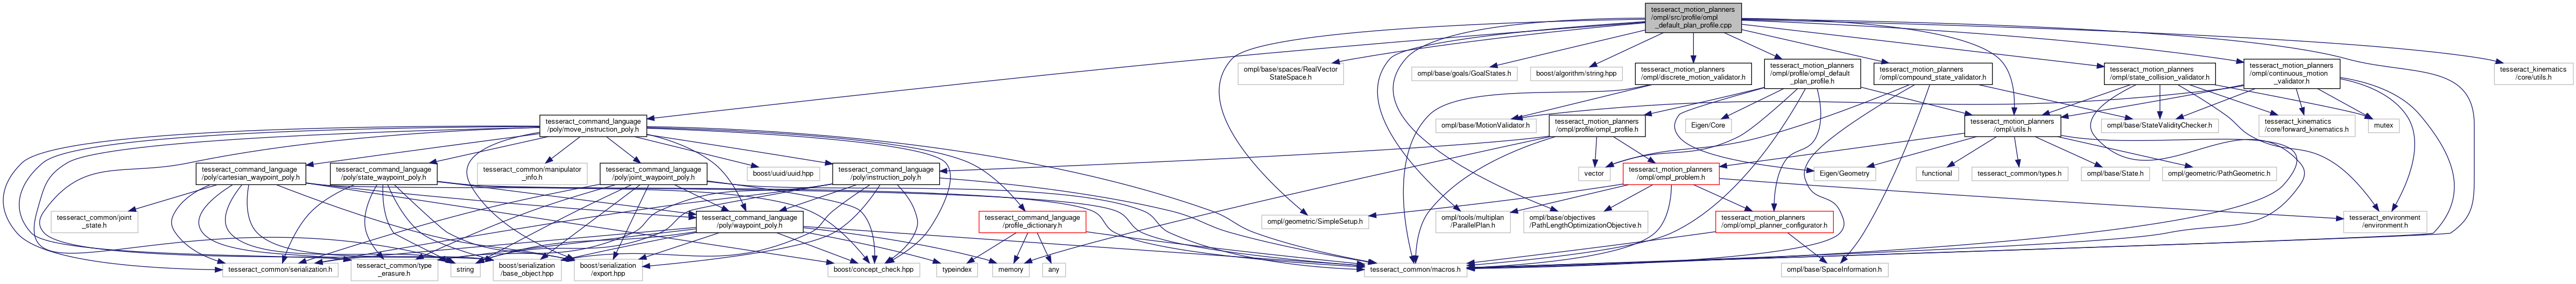 tesseract_motion_planners
/ompl/src/profile/ompl
_default_plan_profile.cpp
ompl/base/spaces/RealVector
StateSpace.h
ompl/base/goals/GoalStates.h
boost/algorithm/string.hpp
tesseract_motion_planners
/ompl/discrete_motion_validator.h
tesseract_motion_planners
/ompl/profile/ompl_default
_plan_profile.h
tesseract_motion_planners
/ompl/compound_state_validator.h
tesseract_motion_planners
/ompl/state_collision_validator.h
tesseract_motion_planners
/ompl/continuous_motion
_validator.h
tesseract_kinematics
/core/utils.h
tesseract_command_language
/poly/move_instruction_poly.h
ompl/base/MotionValidator.h
tesseract_motion_planners
/ompl/profile/ompl_profile.h
Eigen/Core
tesseract_motion_planners
/ompl/utils.h
ompl/base/StateValidityChecker.h
tesseract_kinematics
/core/forward_kinematics.h
mutex
tesseract_command_language
/poly/cartesian_waypoint_poly.h
tesseract_command_language
/poly/state_waypoint_poly.h
tesseract_common/manipulator
_info.h
tesseract_command_language
/poly/joint_waypoint_poly.h
boost/uuid/uuid.hpp
tesseract_command_language
/poly/instruction_poly.h
vector
tesseract_motion_planners
/ompl/ompl_problem.h
Eigen/Geometry
functional
tesseract_common/types.h
ompl/base/State.h
ompl/geometric/PathGeometric.h
tesseract_common/joint
_state.h
tesseract_command_language
/poly/waypoint_poly.h
tesseract_command_language
/profile_dictionary.h
ompl/geometric/SimpleSetup.h
ompl/tools/multiplan
/ParallelPlan.h
ompl/base/objectives
/PathLengthOptimizationObjective.h
tesseract_motion_planners
/ompl/ompl_planner_configurator.h
tesseract_environment
/environment.h
tesseract_common/serialization.h
tesseract_common/type
_erasure.h
string
boost/serialization
/base_object.hpp
boost/serialization
/export.hpp
boost/concept_check.hpp
typeindex
memory
any
tesseract_common/macros.h
ompl/base/SpaceInformation.h